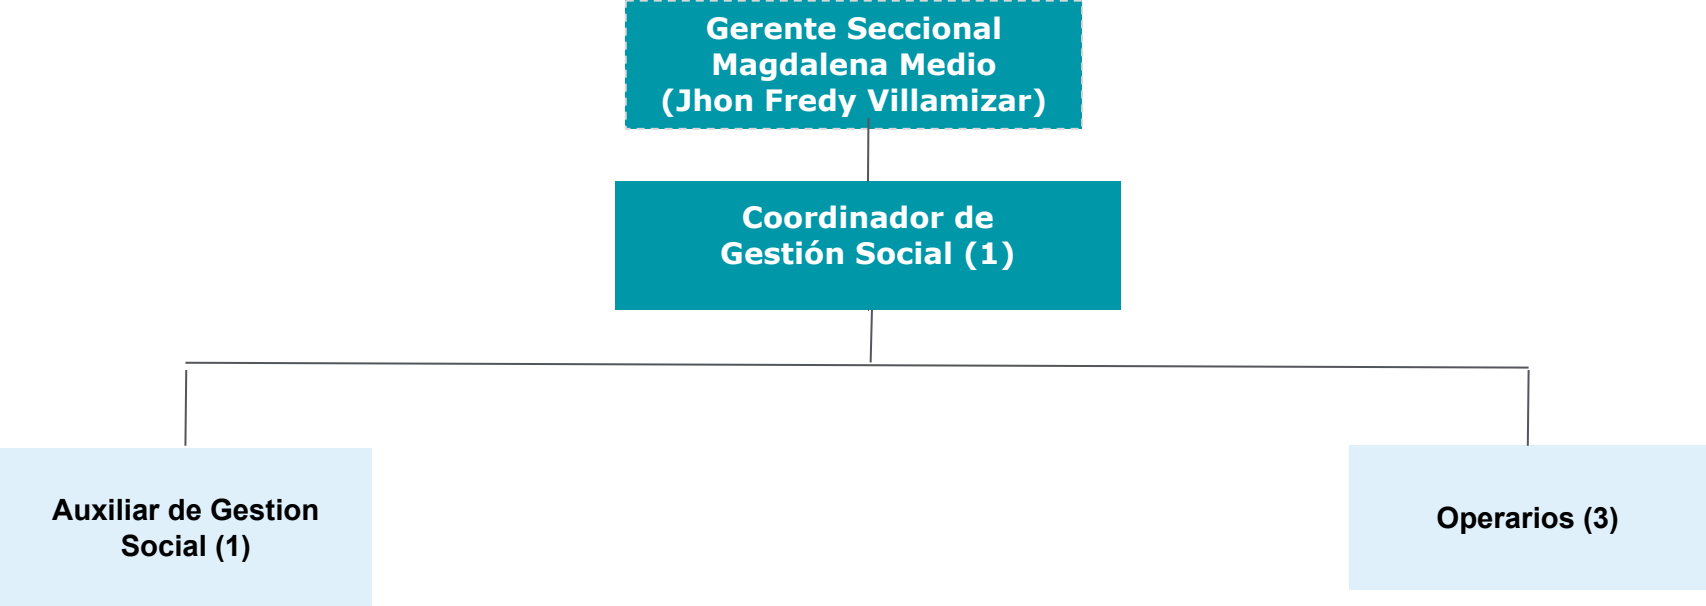 Gerente Seccional
Magdalena Medio
(Jhon Fredy Villamizar)
Coordinador de
Gestión Social (1)
Auxiliar de Gestion
Social (1)
Operarios (3)